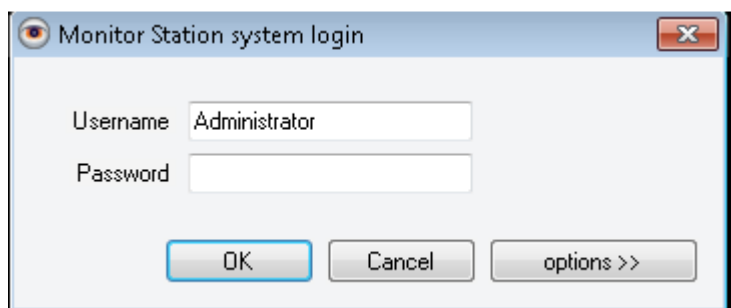 Monitor Station system login
Username Administrator
Password
OK Cancel options >>